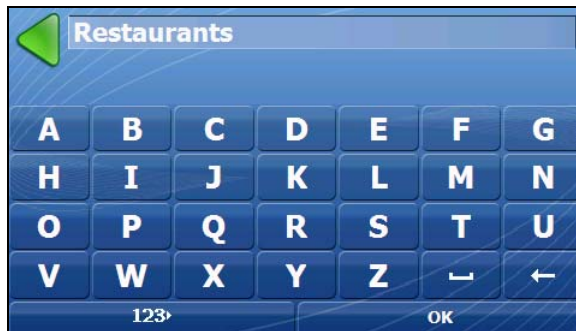 Restaurants
A B C D E F G
H I J K L M N
O P Q R S T U
V W X Y Z ⎵ ←
123▸ OK